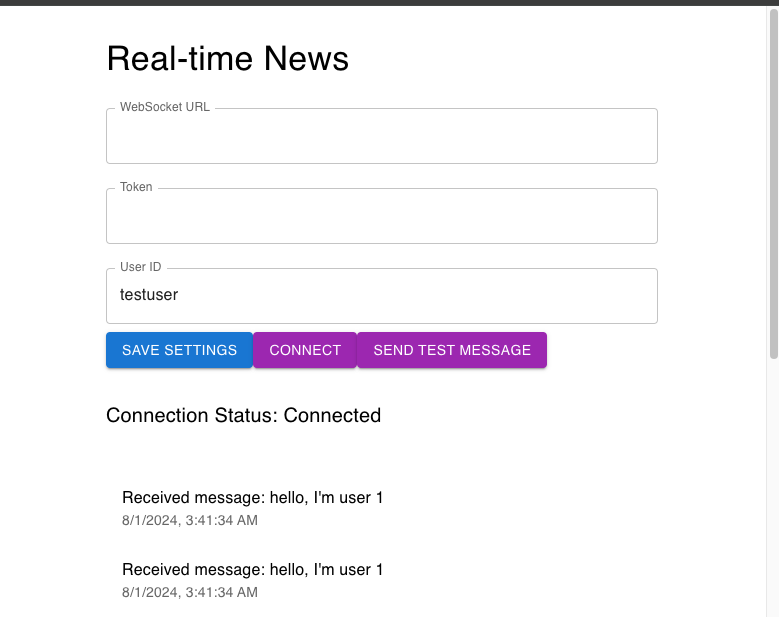 Real-time News
WebSocket URL
Token
User ID
testuser
SAVE SETTINGS CONNECT SEND TEST MESSAGE
Connection Status: Connected
Received message: hello, I'm user 1
8/1/2024, 3:41:34 AM
Received message: hello, I'm user 1
8/1/2024, 3:41:34 AM